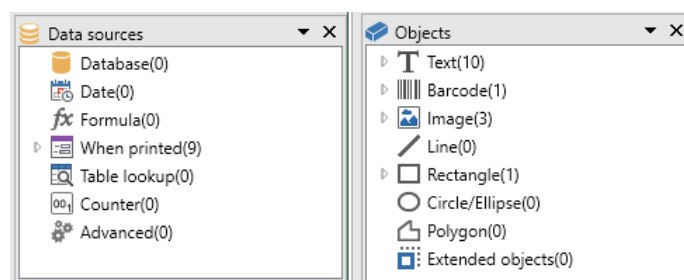 Data sources
Database(0)
Date(0)
Formula(0)
When printed(9)
Table lookup(0)
Counter(0)
Advanced(0)
Objects
Text(10)
Barcode(1)
Image(3)
Line(0)
Rectangle(1)
Circle/Ellipse(0)
Polygon(0)
Extended objects(0)